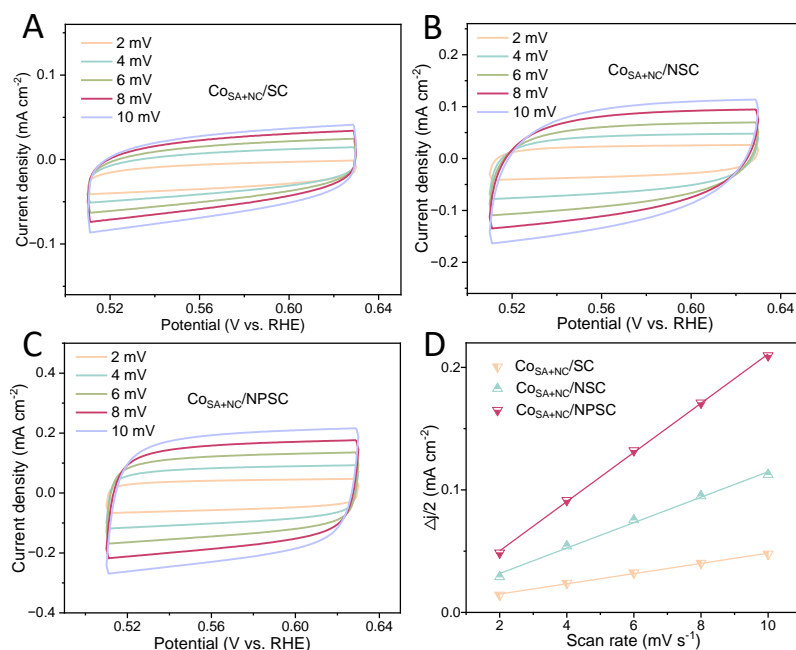 A
2 mV
4 mV
6 mV
8 mV
10 mV
CoSA+NC/SC
0.1
0.0
−0.1
Current density (mA cm-2)
0.52
0.56
0.60
0.64
Potential (V vs. RHE)
B
2 mV
4 mV
6 mV
8 mV
10 mV
CoSA+NC/NSC
0.2
0.1
0.0
−0.1
−0.2
Current density (mA cm-2)
0.52
0.56
0.60
0.64
Potential (V vs. RHE)
C
2 mV
4 mV
6 mV
8 mV
10 mV
CoSA+NC/NPSC
0.4
0.2
0.0
−0.2
−0.4
Current density (mA cm-2)
0.52
0.56
0.60
0.64
Potential (V vs. RHE)
D
CoSA+NC/SC
CoSA+NC/NSC
CoSA+NC/NPSC
0.2
0.1
0.0
Δj/2 (mA cm-2)
2
4
6
8
10
Scan rate (mV s-1)